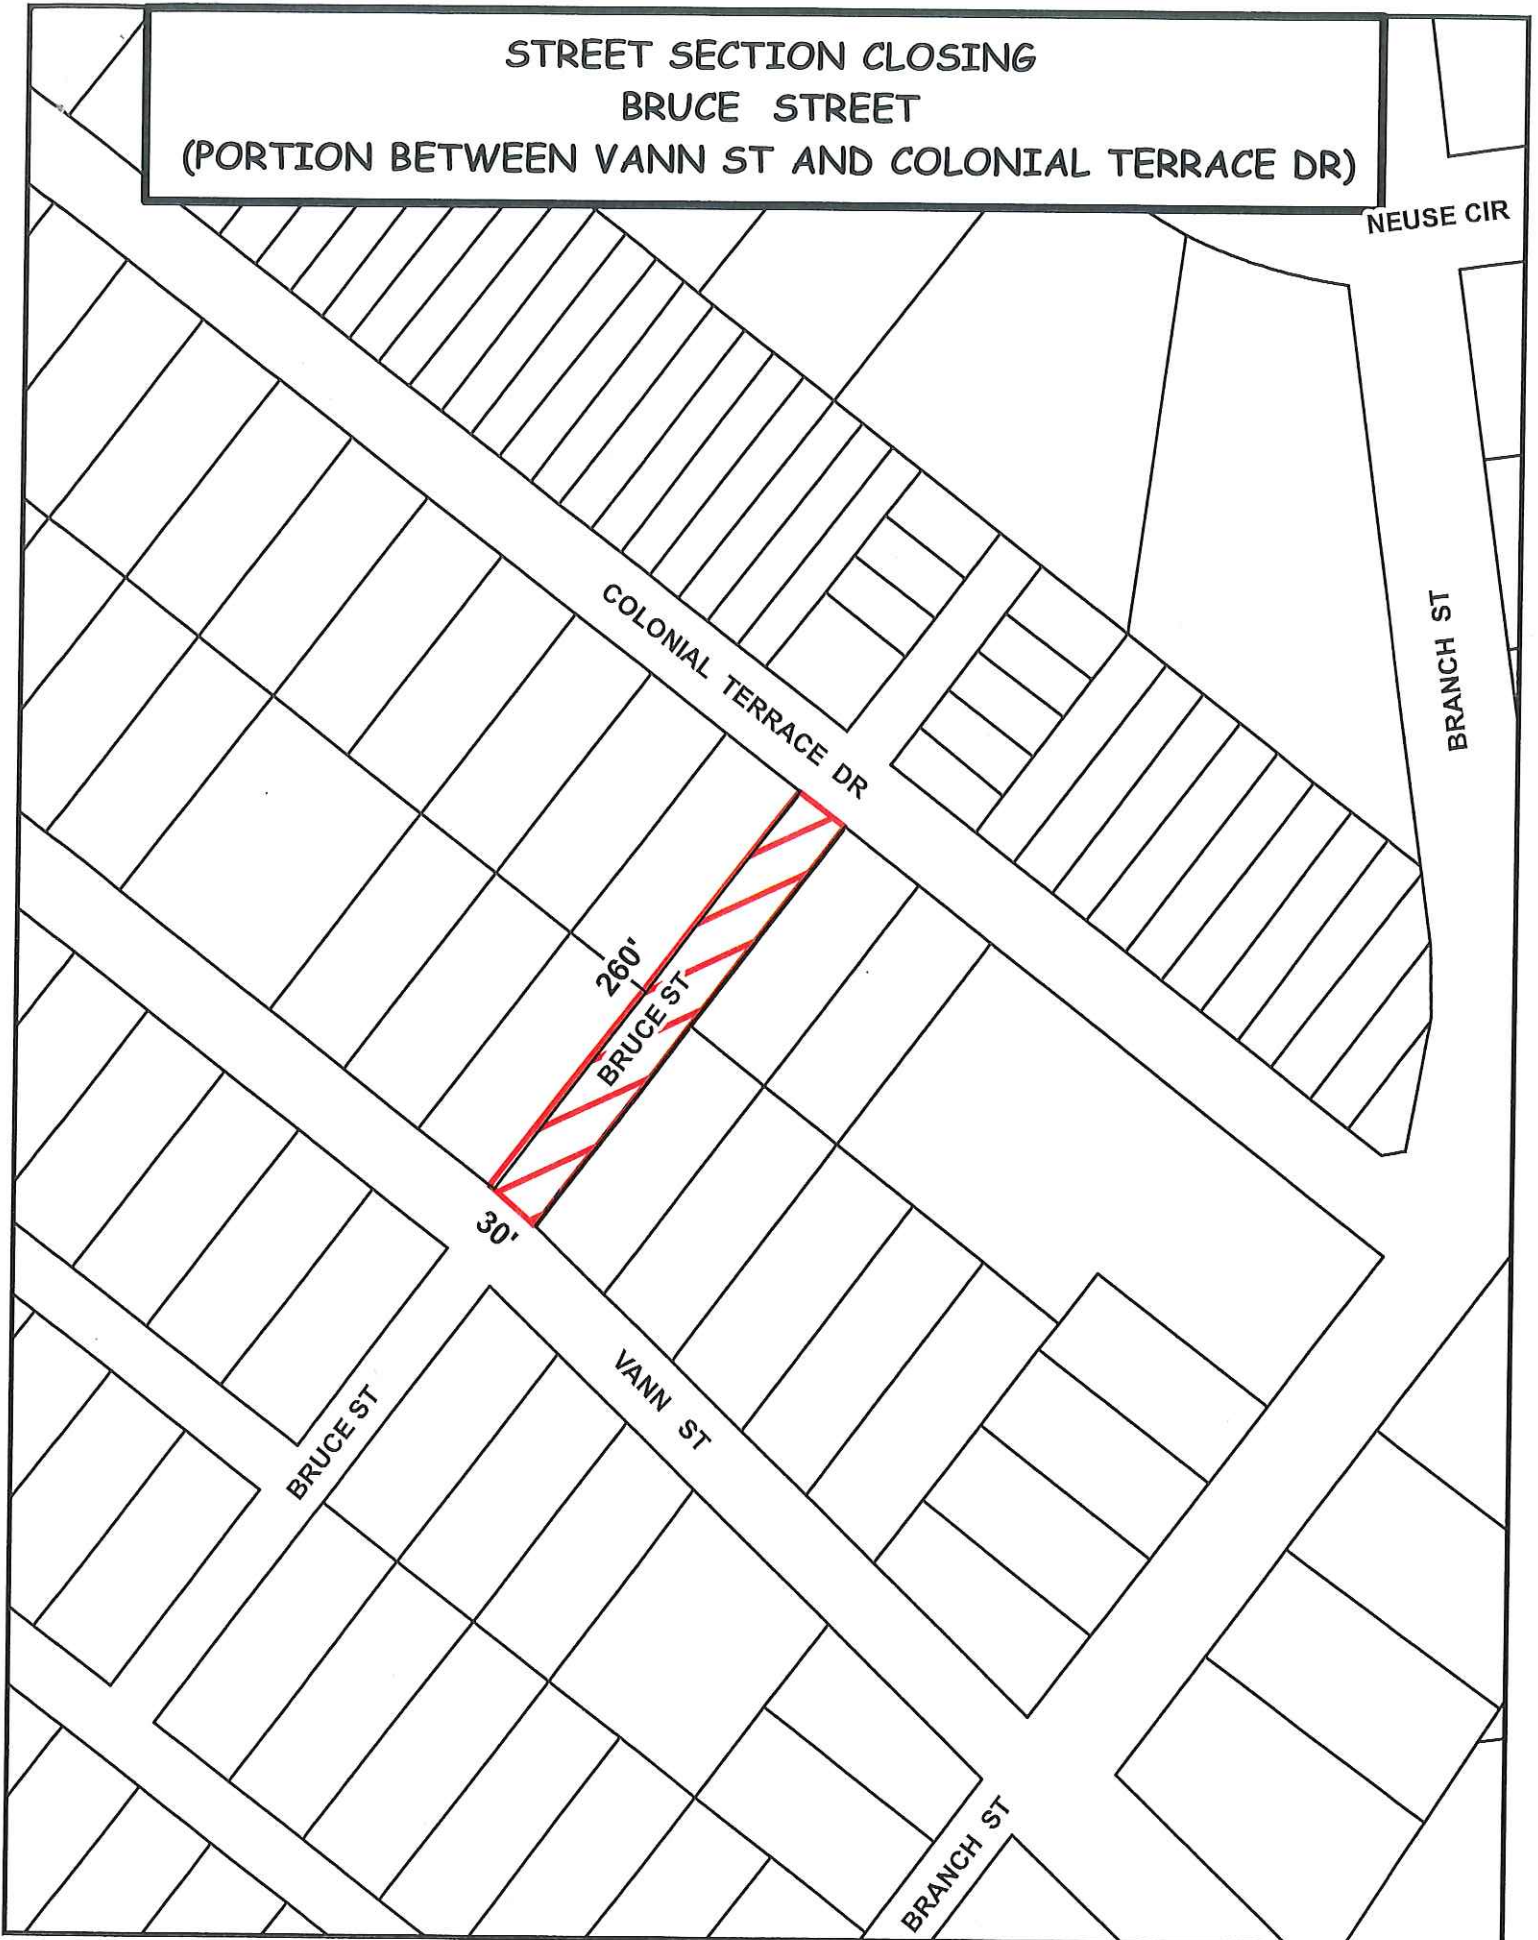 STREET SECTION CLOSING
BRUCE STREET
(PORTION BETWEEN VANN ST AND COLONIAL TERRACE DR)
NEUSE CIR
BRANCH ST
COLONIAL TERRACE DR
260'
BRUCE ST
30'
VANN ST
BRUCE ST
BRANCH ST